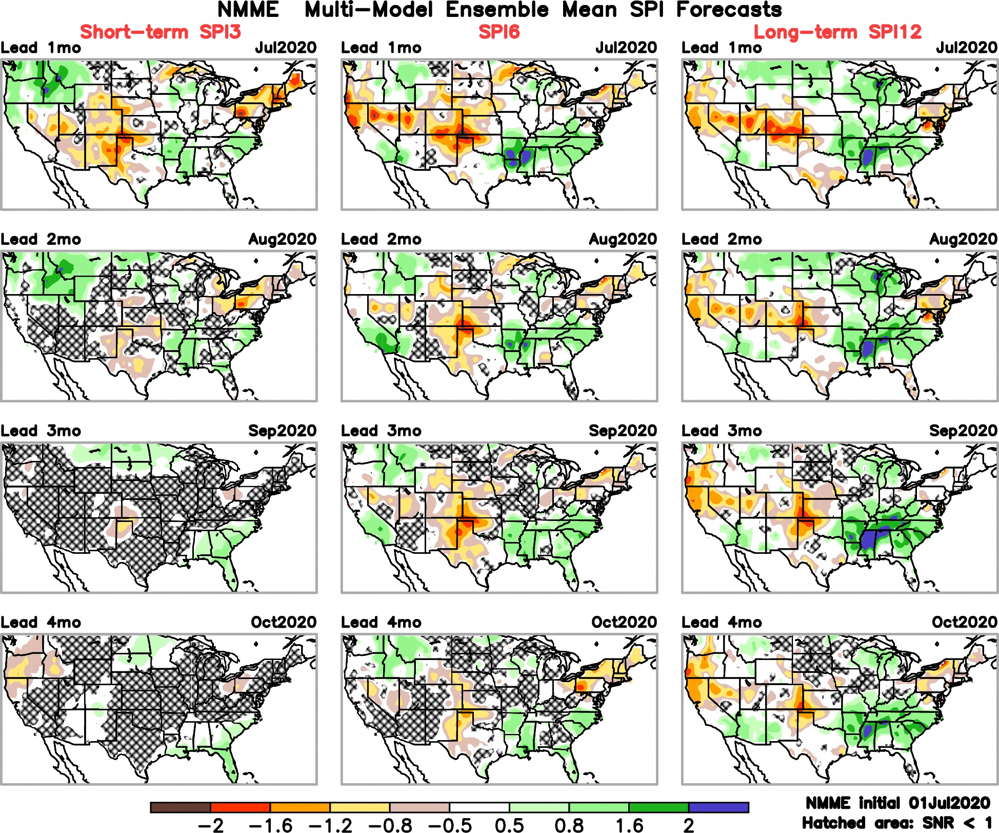 NMME Multi-Model Ensemble Mean SPI Forecasts
Short-term SPI3 SPI6 Long-term SPI12
Lead 1mo Jul2020 Lead 1mo Jul2020 Lead 1mo Jul2020
Lead 2mo Aug2020 Lead 2mo Aug2020 Lead 2mo Aug2020
Lead 3mo Sep2020 Lead 3mo Sep2020 Lead 3mo Sep2020
Lead 4mo Oct2020 Lead 4mo Oct2020 Lead 4mo Oct2020
-2 -1.6 -1.2 -0.8 -0.5 0.5 0.8 1.6 2
NMME initial 01Jul2020
Hatched area: SNR < 1